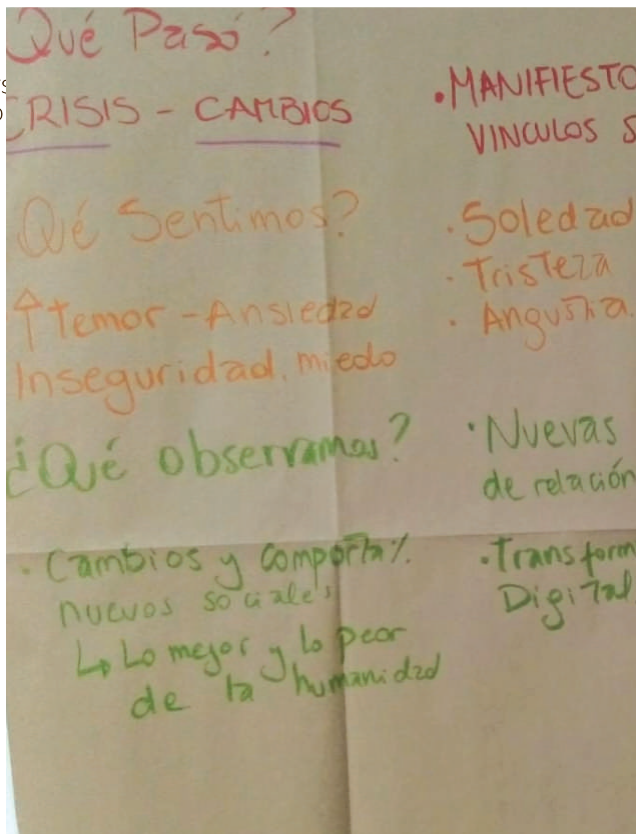 Qué Pasó?
CRISIS - CAMBIOS
• MANIFIESTO
VINCULOS S
Qué Sentimos?
↑ temor - Ansiedad
Inseguridad, miedo
• Soledad
• Tristeza
• Angustia.
¿Qué observamos?
• Cambios y comporta/.
nuevos sociales
↳ Lo mejor y lo peor
de la humanidad
• Nuevas
de relación
• Transform
Digital